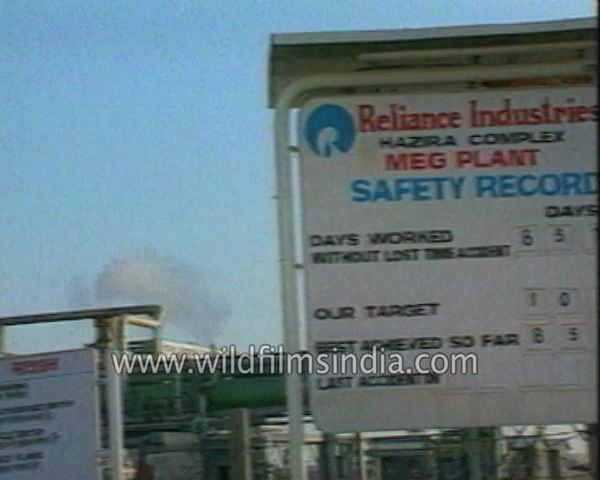 Reliance Industries
HAZIRA COMPLEX
MEG PLANT
SAFETY RECORD
DAYS
DAYS WORKED
WITHOUT LOST TIME ACCIDENT
8 5
OUR TARGET
1 0
BEST ACHIEVED SO FAR
8 5
LAST ACCIDENT ON
www.wildfilmsindia.com